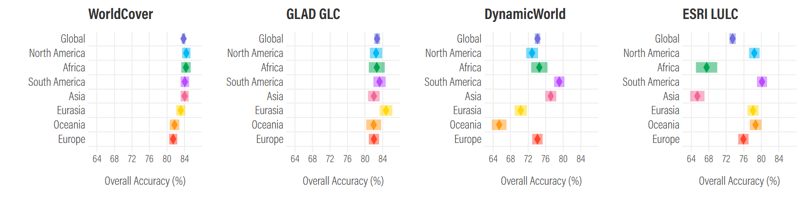 WorldCover
Global
North America
Africa
South America
Asia
Eurasia
Oceania
Europe
64 68 72 76 80 84
Overall Accuracy (%)
GLAD GLC
Global
North America
Africa
South America
Asia
Eurasia
Oceania
Europe
64 68 72 76 80 84
Overall Accuracy (%)
DynamicWorld
Global
North America
Africa
South America
Asia
Eurasia
Oceania
Europe
64 68 72 76 80 84
Overall Accuracy (%)
ESRI LULC
Global
North America
Africa
South America
Asia
Eurasia
Oceania
Europe
64 68 72 76 80 84
Overall Accuracy (%)